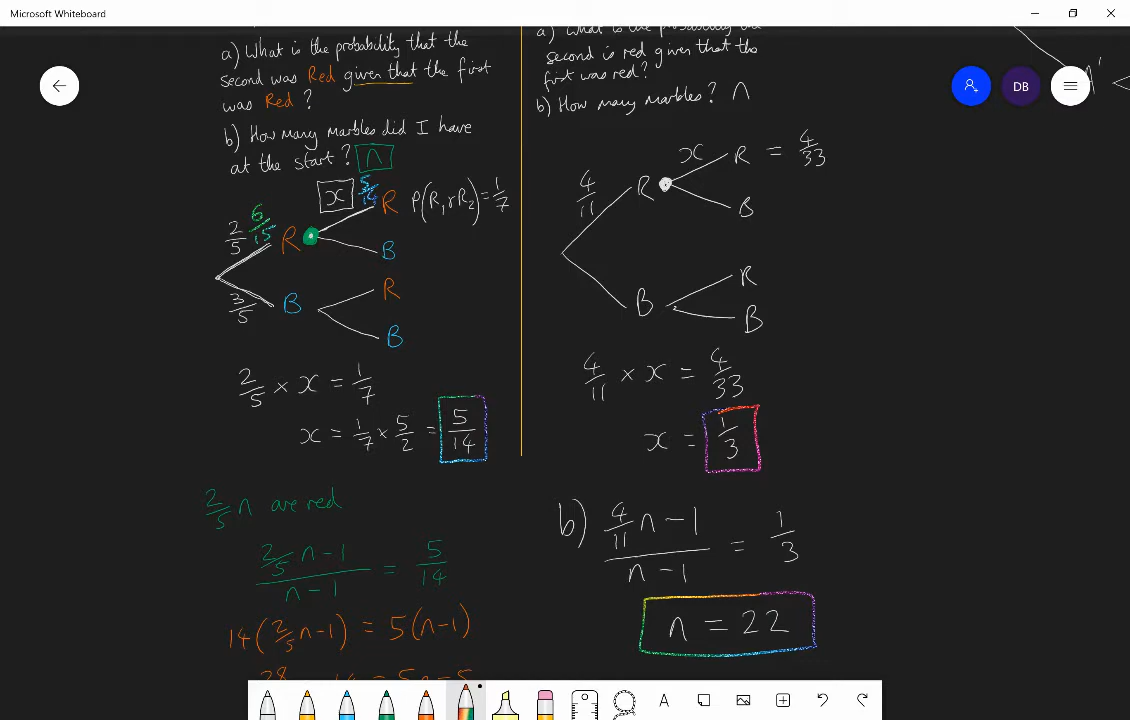 Microsoft Whiteboard
a) What is the probability that the
second was Red given that the first
was Red ?
b) How many marbles did I have
at the start ? n
x 5/14 R P(R, r R2) = 1/7
2/5 6/15 R
B
3/5 B R
B
2/5 × x = 1/7
x = 1/7 × 5/2 = 5/14
2/5 n are red
(2/5 n − 1)/(n − 1) = 5/14
14(2/5 n − 1) = 5(n − 1)
second is red given that the
first was red?
b) How many marbles? n
x R = 4/33
4/11 R
B
B R
B
4/11 × x = 4/33
x = 1/3
b) (4/11 n − 1)/(n − 1) = 1/3
n = 22
A'
DB
A